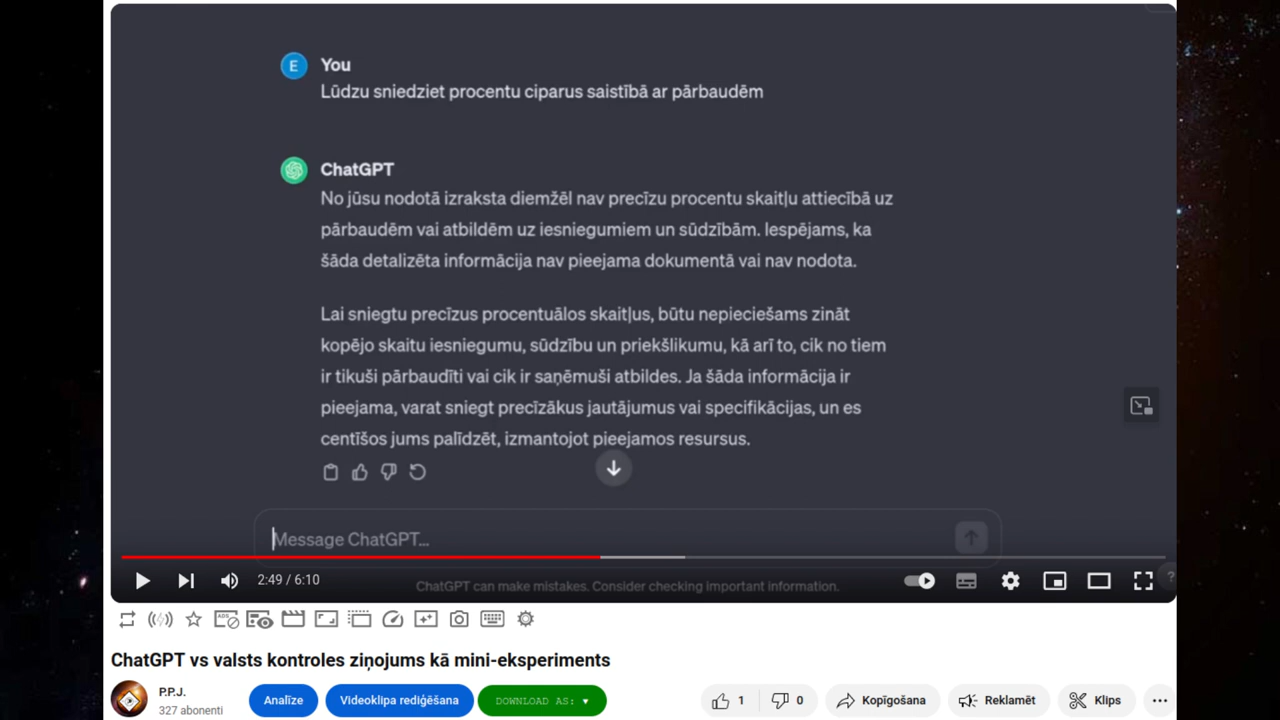 E
You
Lūdzu sniedziet procentu ciparus saistībā ar pārbaudēm
ChatGPT
No jūsu nodotā izraksta diemžēl nav precīzu procentu skaitļu attiecībā uz
pārbaudēm vai atbildēm uz iesniegumiem un sūdzībām. Iespējams, ka
šāda detalizēta informācija nav pieejama dokumentā vai nav nodota.
Lai sniegtu precīzus procentuālos skaitļus, būtu nepieciešams zināt
kopējo skaitu iesniegumu, sūdzību un priekšlikumu, kā arī to, cik no tiem
ir tikuši pārbaudīti vai cik ir saņēmuši atbildes. Ja šāda informācija ir
pieejama, varat sniegt precīzākus jautājumus vai specifikācijas, un es
centīšos jums palīdzēt, izmantojot pieejamos resursus.
Message ChatGPT...
2:49 / 6:10
ChatGPT can make mistakes. Consider checking important information.
?
ADS
ChatGPT vs valsts kontroles ziņojums kā mini-eksperiments
P.P.J.
327 abonenti
Analīze
Videoklipa rediģēšana
DOWNLOAD AS: ▼
1
0
Kopīgošana
Reklamēt
Klips